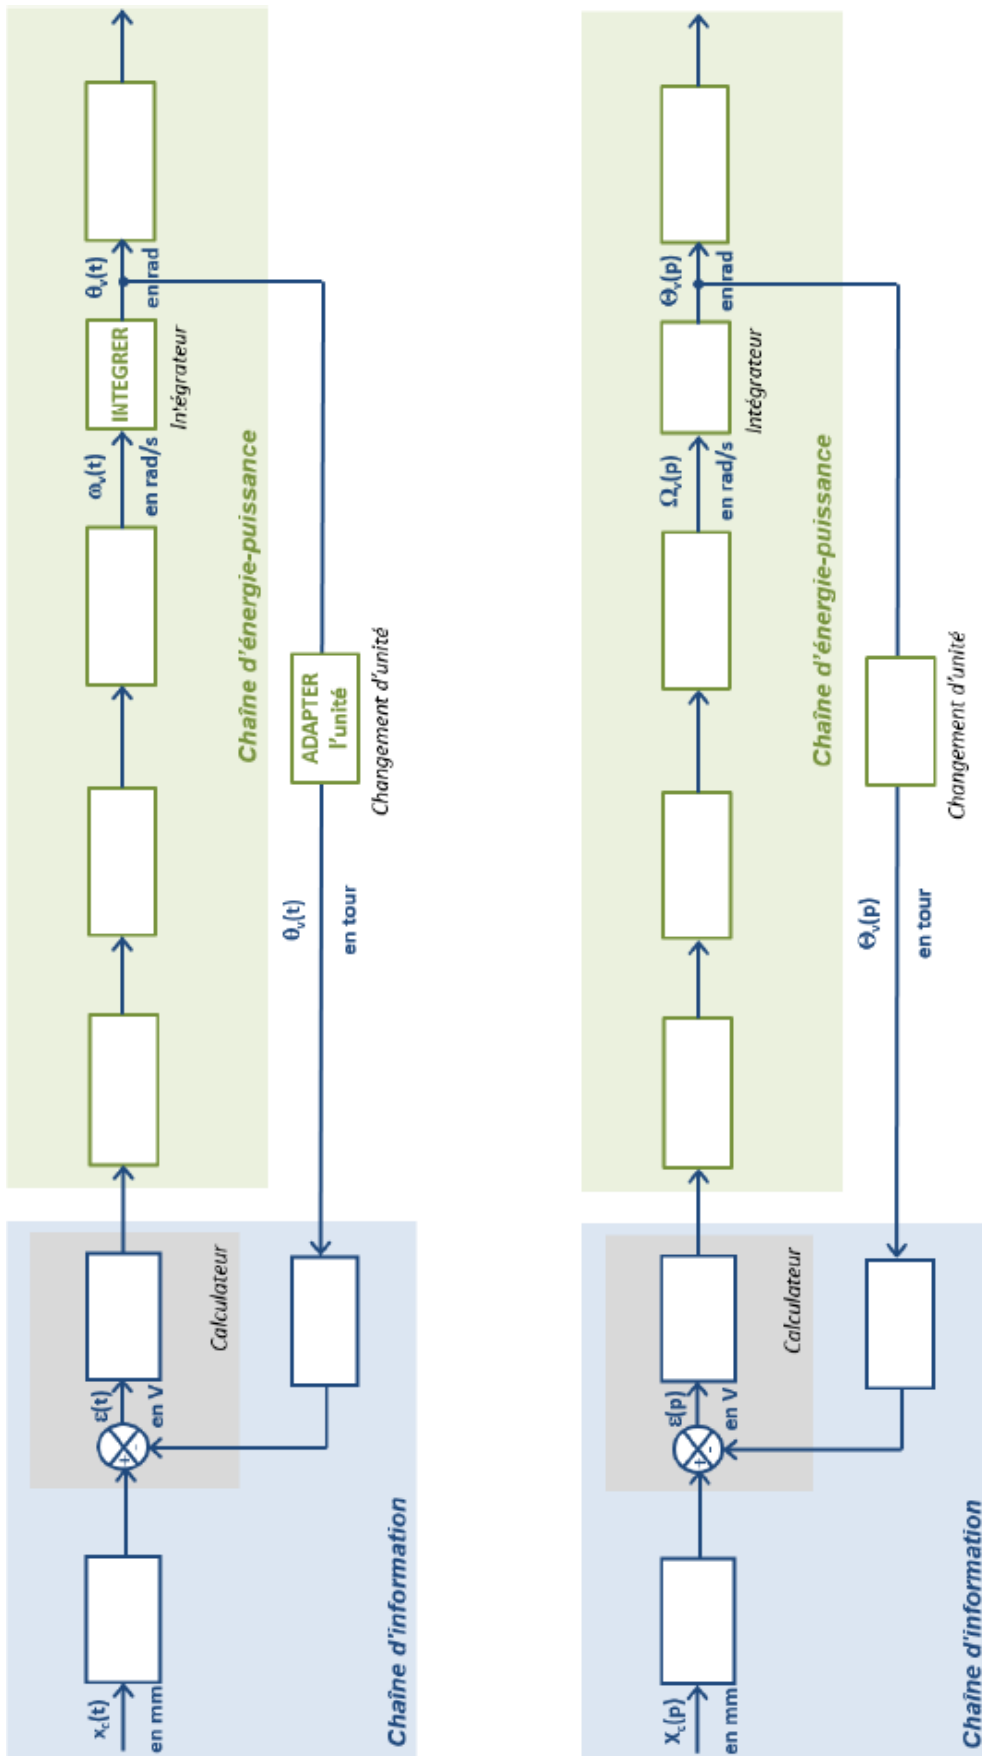 x_c(t)
en mm
+
-
ε(t)
en V
Calculateur
Chaîne d'information
ω_v(t)
en rad/s
INTEGRER
Intégrateur
θ_v(t)
en rad
Chaîne d'énergie-puissance
ADAPTER
l'unité
Changement d'unité
θ_v(t)
en tour
X_c(p)
en mm
+
-
ε(p)
en V
Calculateur
Chaîne d'information
Ω_v(p)
en rad/s
Intégrateur
Θ_v(p)
en rad
Chaîne d'énergie-puissance
Changement d'unité
Θ_v(p)
en tour